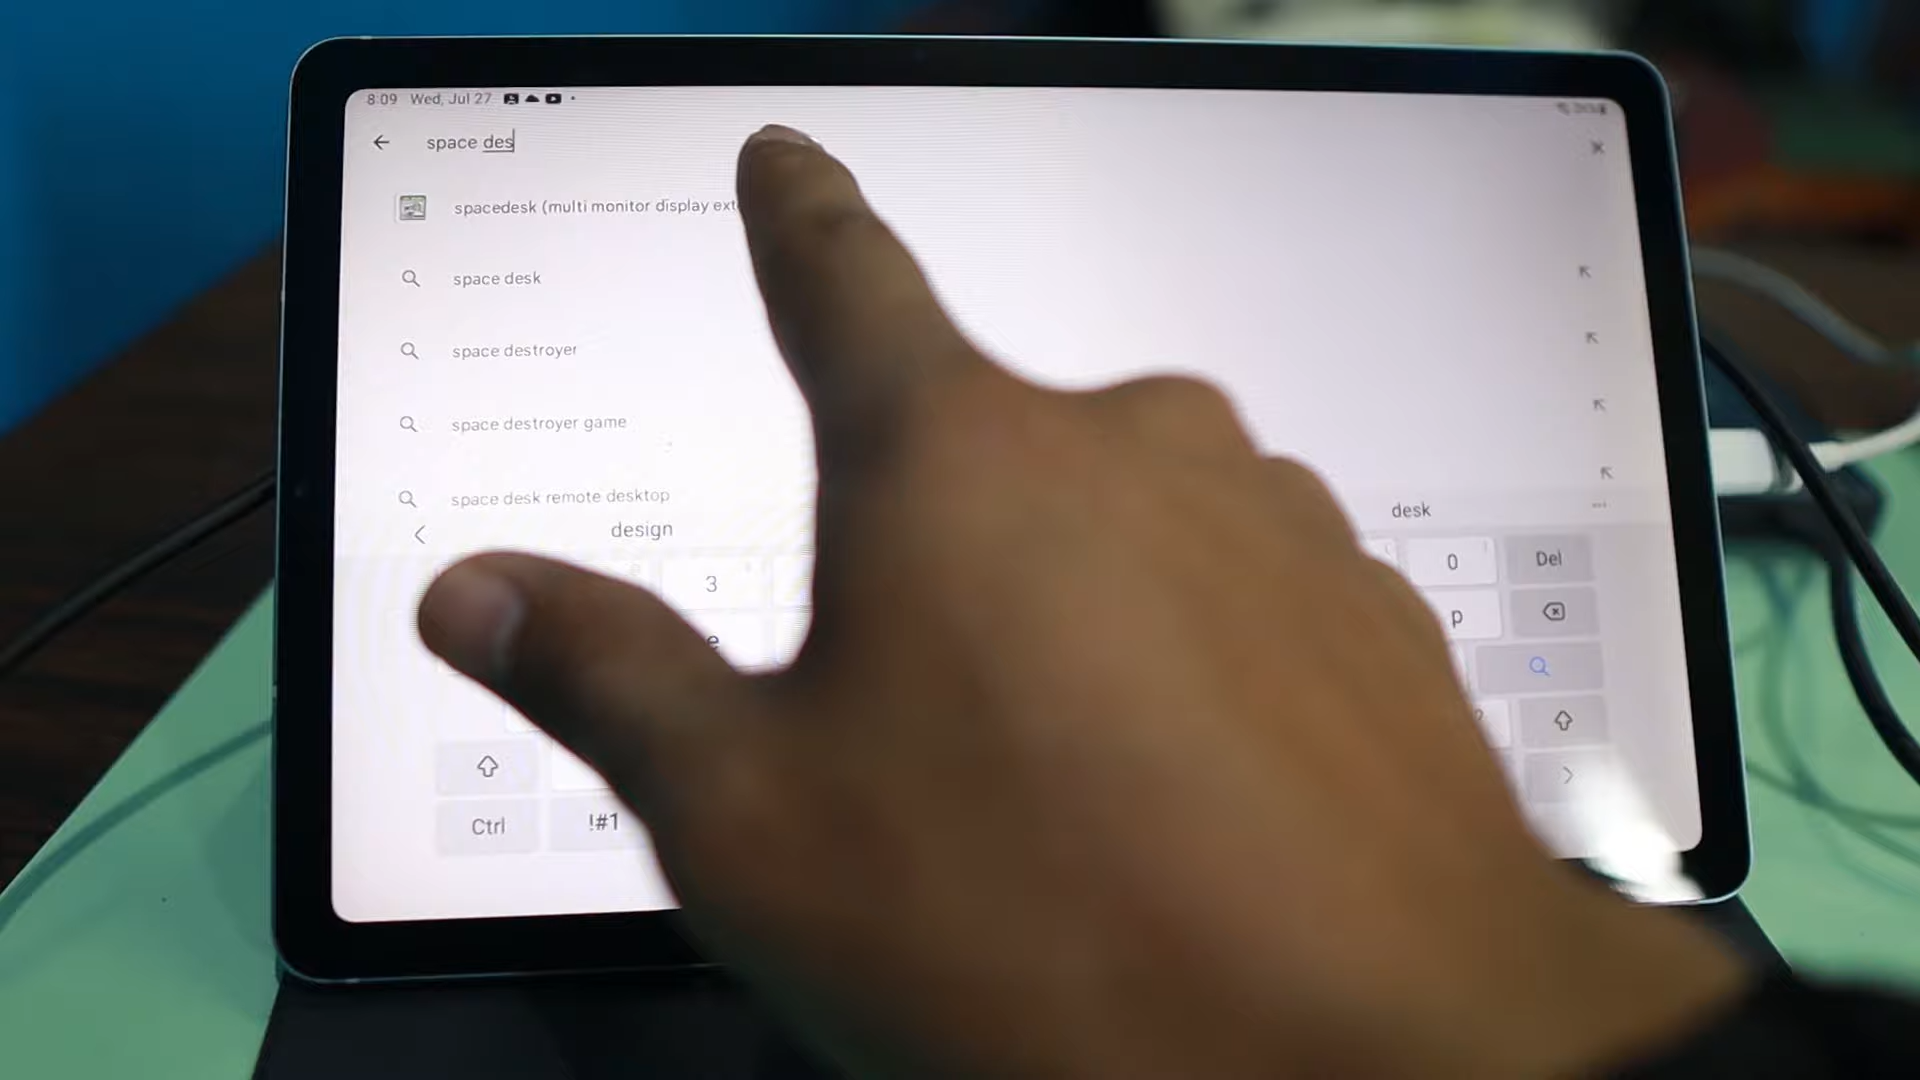 8:09 Wed, Jul 27
space des
spacedesk (multi monitor display ext
space desk
space destroyer
space destroyer game
space desk remote desktop
design desk
3 0 Del
e p
?
Ctrl !#1